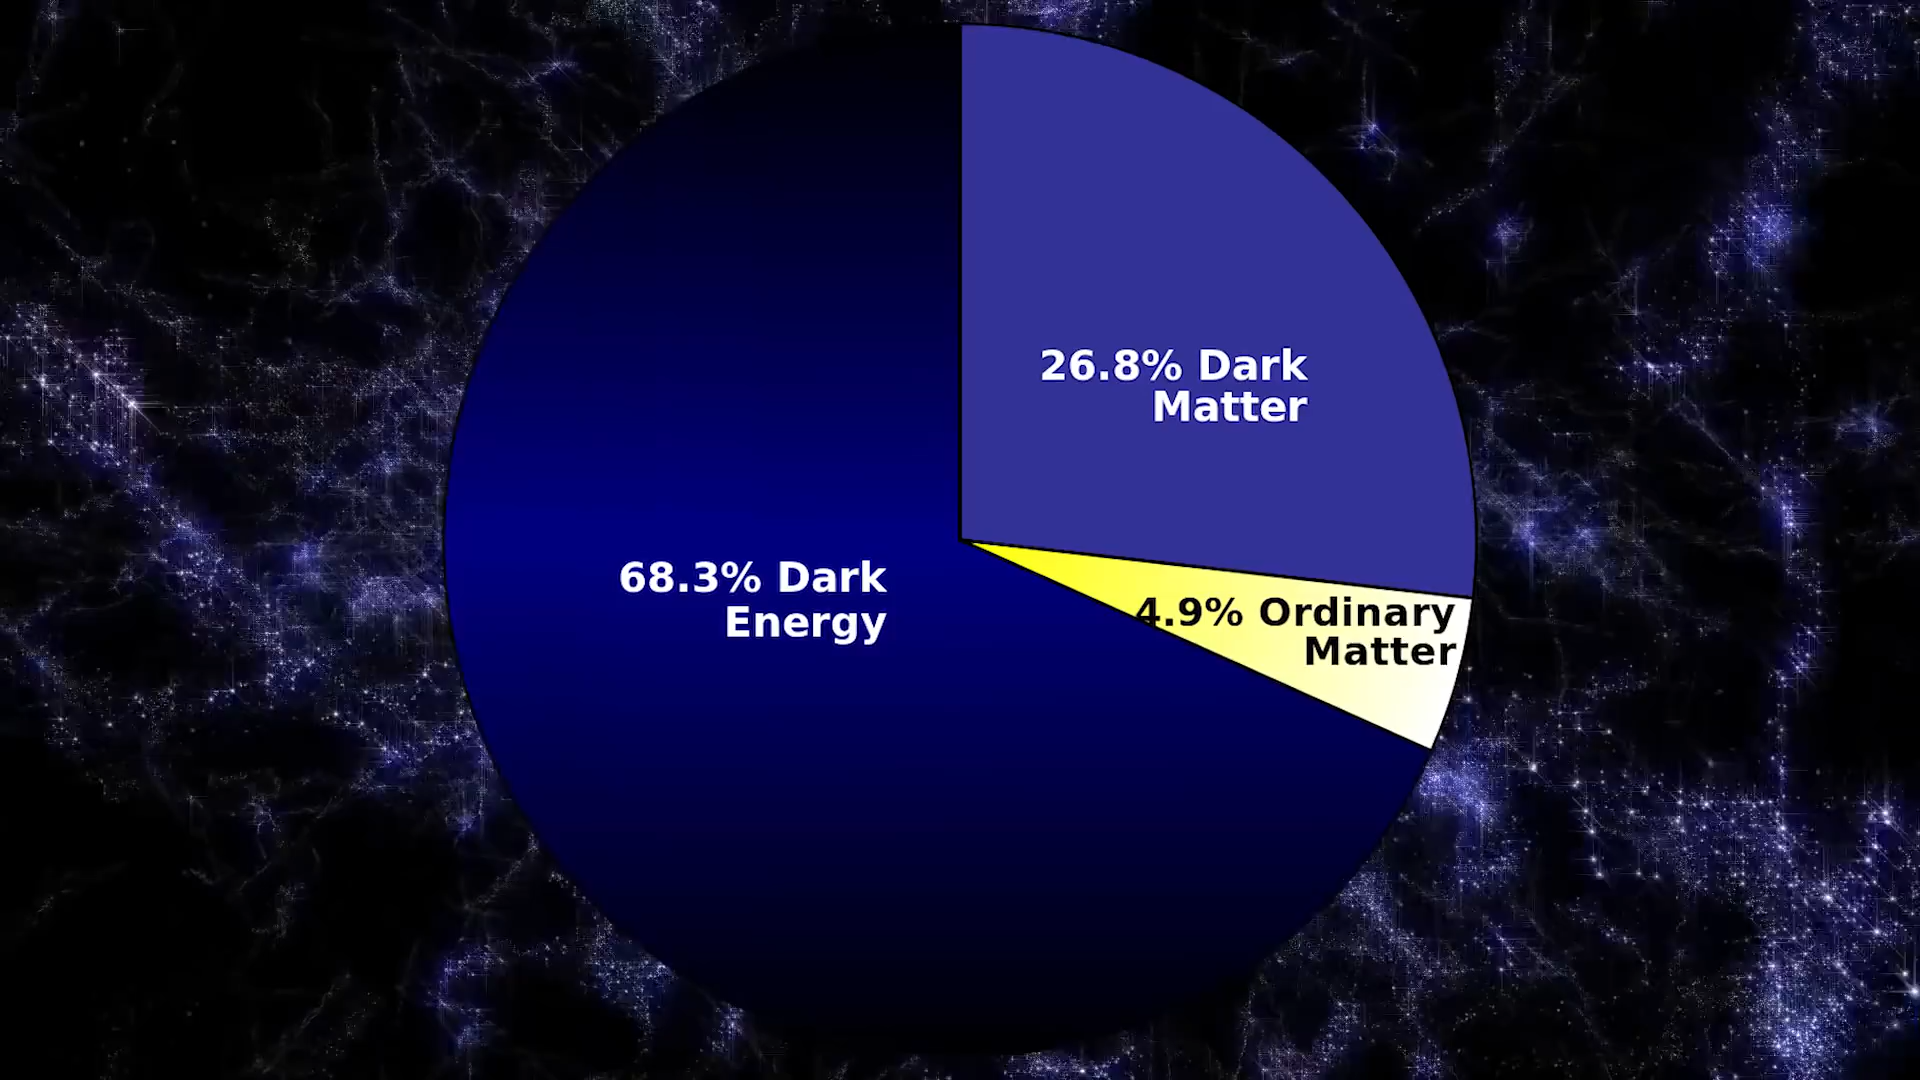 26.8% Dark
Matter
68.3% Dark
Energy
4.9% Ordinary
Matter